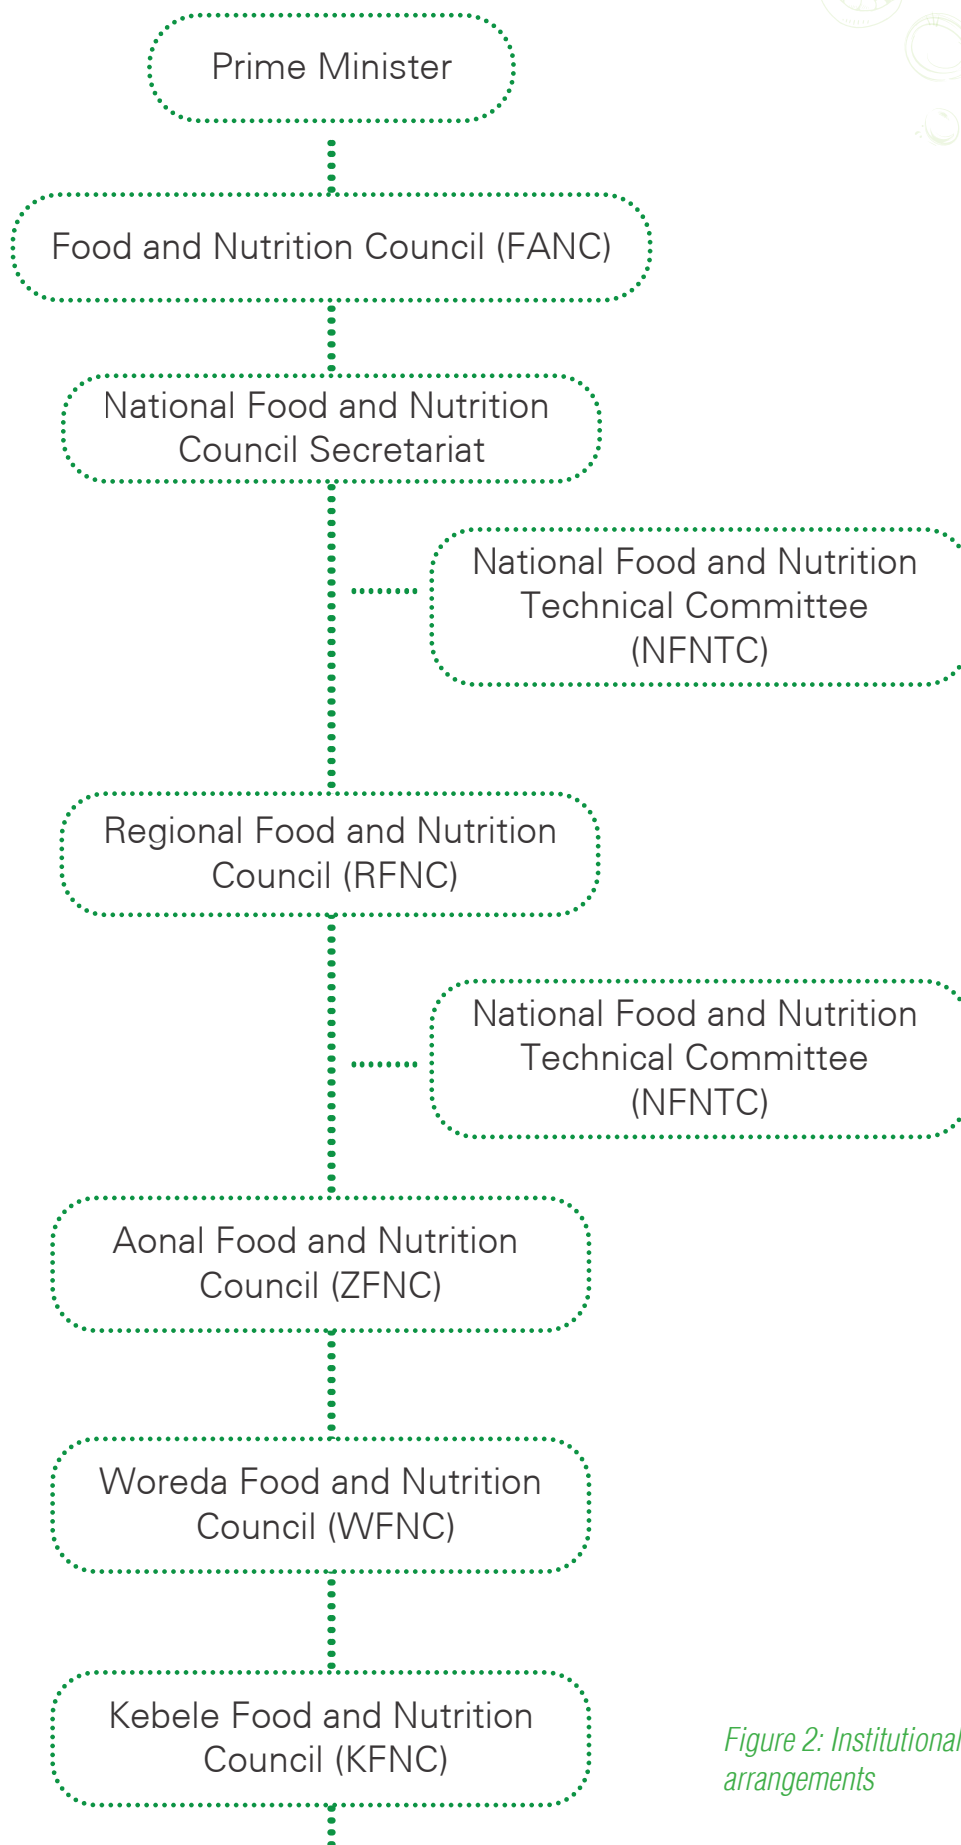 Prime Minister
Food and Nutrition Council (FANC)
National Food and Nutrition
Council Secretariat
National Food and Nutrition
Technical Committee
(NFNTC)
Regional Food and Nutrition
Council (RFNC)
National Food and Nutrition
Technical Committee
(NFNTC)
Aonal Food and Nutrition
Council (ZFNC)
Woreda Food and Nutrition
Council (WFNC)
Kebele Food and Nutrition
Council (KFNC)
Figure 2: Institutional
arrangements